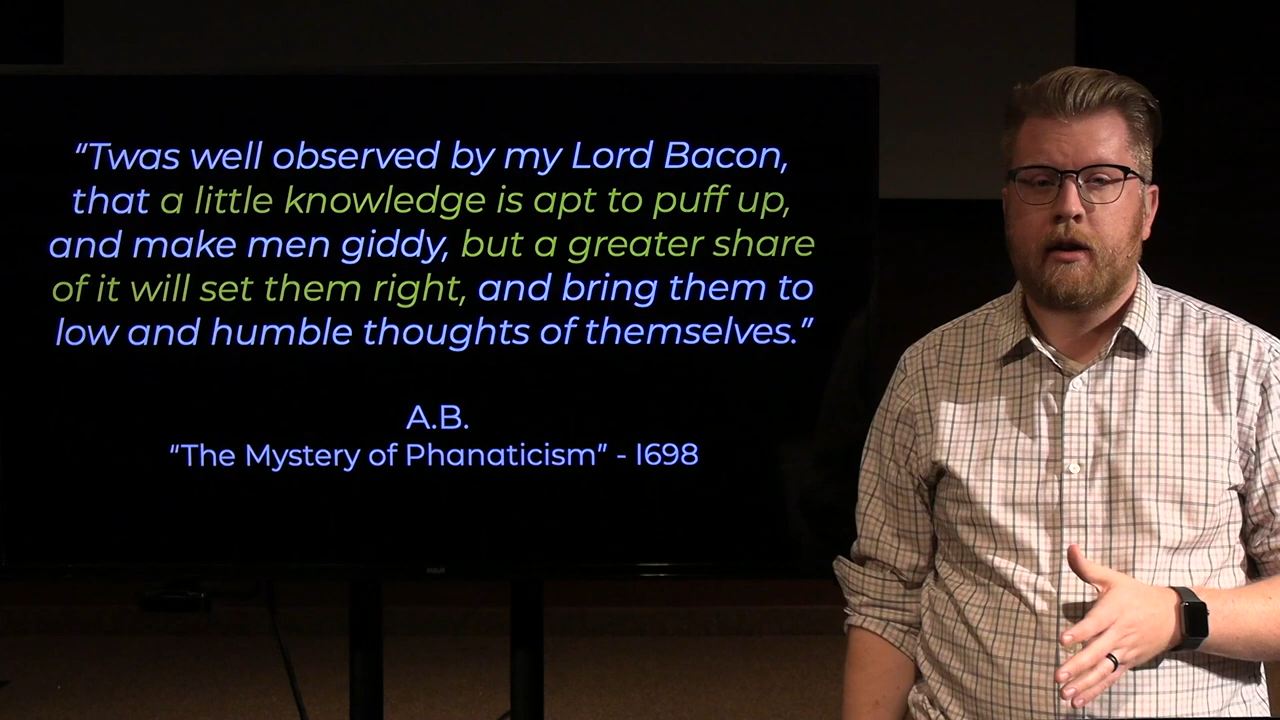 “Twas well observed by my Lord Bacon,
that a little knowledge is apt to puff up,
and make men giddy, but a greater share
of it will set them right, and bring them to
low and humble thoughts of themselves.”
A.B.
“The Mystery of Phanaticism” - 1698
RCA